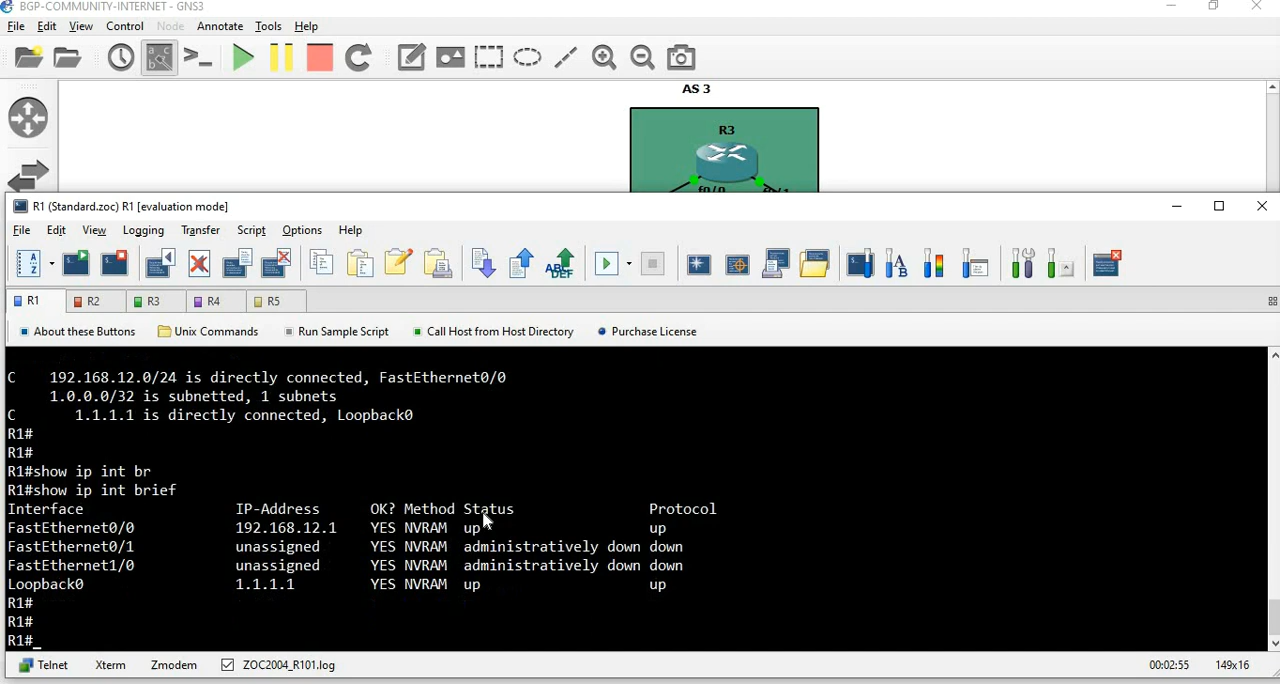 BGP-COMMUNITY-INTERNET - GNS3
File Edit View Control Node Annotate Tools Help
AS 3
R3
f0/0 f0/1
R1 (Standard.zoc) R1 [evaluation mode]
File Edit View Logging Transfer Script Options Help
R1 R2 R3 R4 R5
About these Buttons Unix Commands Run Sample Script Call Host from Host Directory Purchase License
C 192.168.12.0/24 is directly connected, FastEthernet0/0
1.0.0.0/32 is subnetted, 1 subnets
C 1.1.1.1 is directly connected, Loopback0
R1#
R1#
R1#show ip int br
R1#show ip int brief
Interface IP-Address OK? Method Status Protocol
FastEthernet0/0 192.168.12.1 YES NVRAM up up
FastEthernet0/1 unassigned YES NVRAM administratively down down
FastEthernet1/0 unassigned YES NVRAM administratively down down
Loopback0 1.1.1.1 YES NVRAM up up
R1#
R1#
R1#_
Telnet Xterm Zmodem ZOC2004_R101.log 00:02:55 149x16